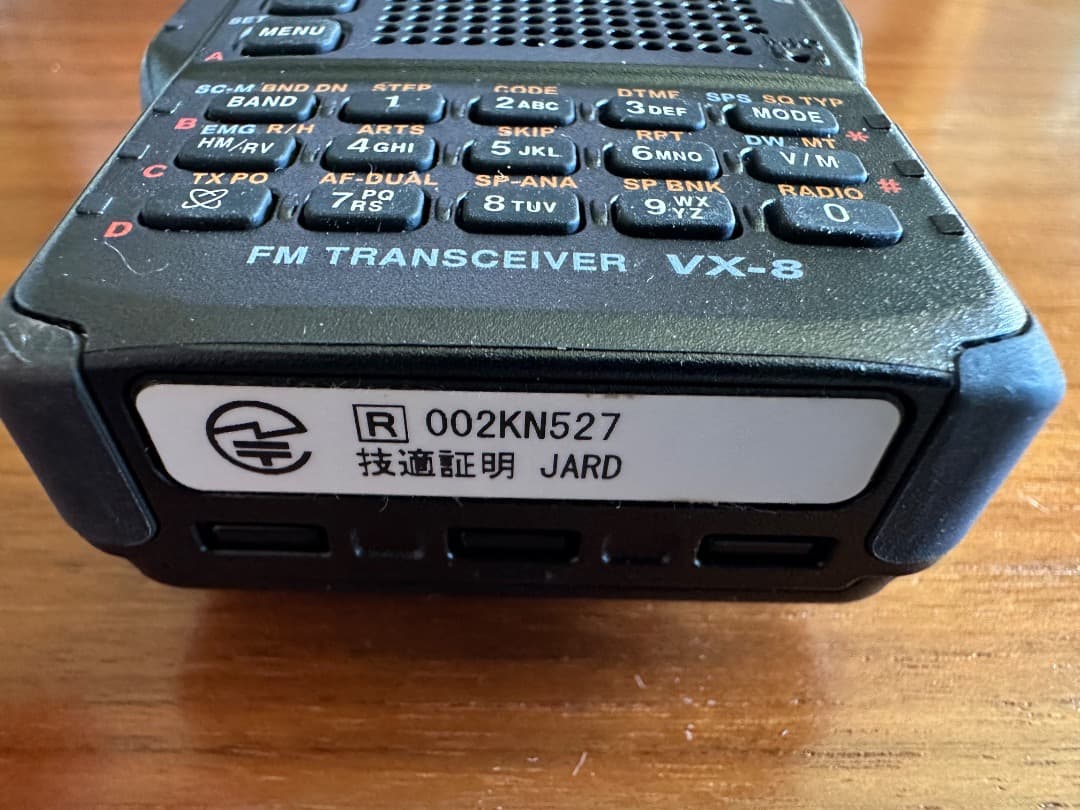 SET
MENU
A
SC-M BND DN STEP CODE DTMF SPS SQ TYP
BAND 1 2ABC 3DEF MODE
B EMG R/H ARTS SKIP RPT DW MT *
HM/RV 4GHI 5JKL 6MNO V/M
C TX PO AF-DUAL SP-ANA SP BNK RADIO #
7PQRS 8TUV 9WXYZ 0
D
FM TRANSCEIVER VX-8
R 002KN527
技適証明 JARD